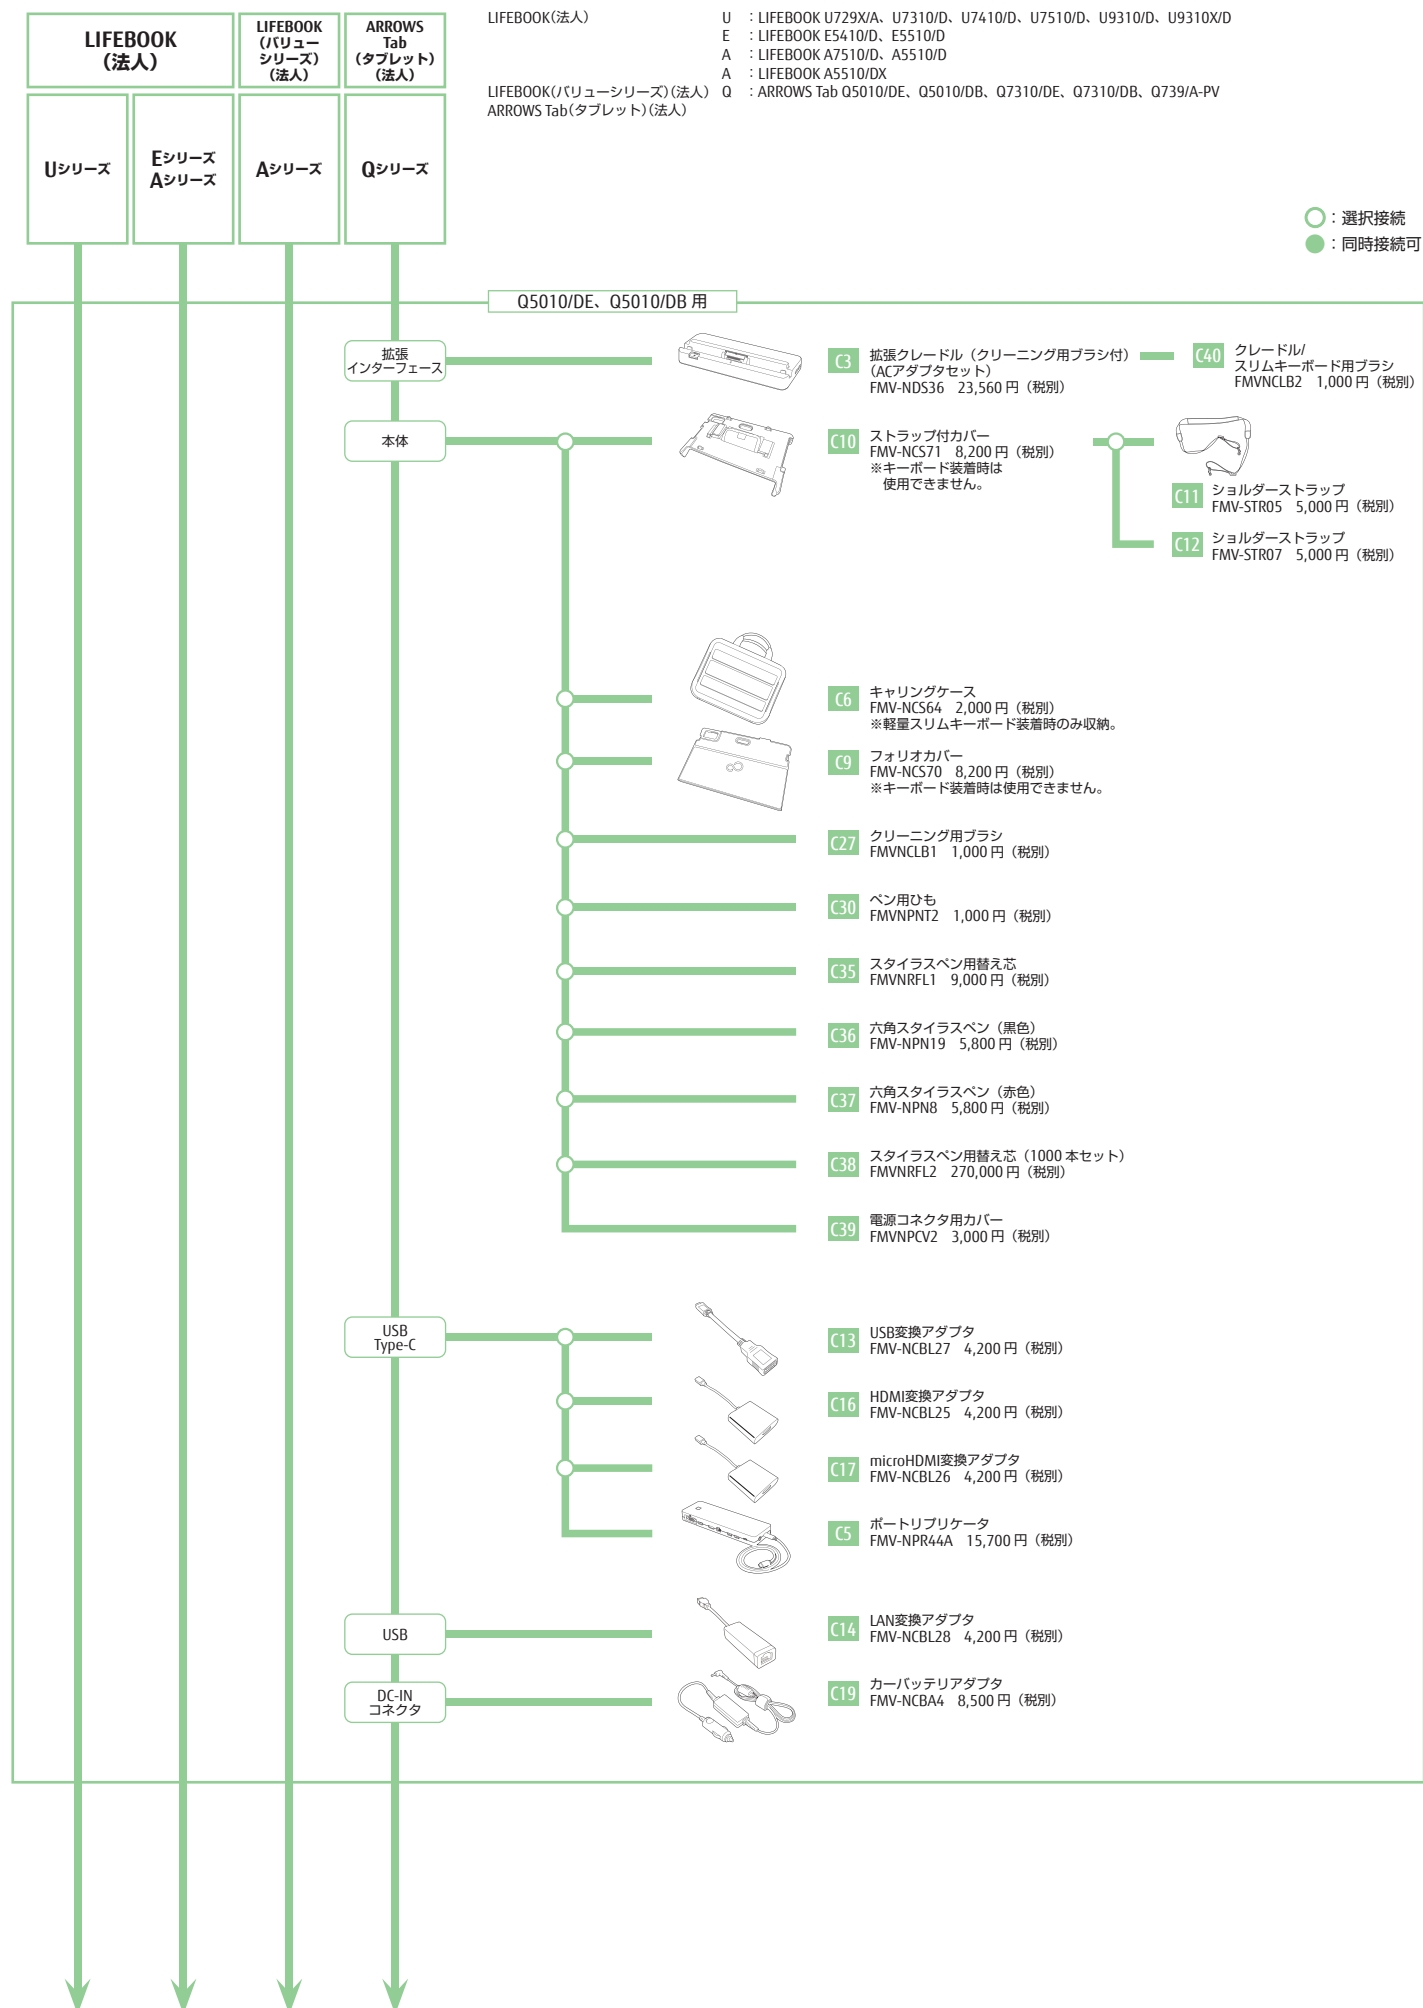 LIFEBOOK
（法人）
LIFEBOOK
（バリュー
シリーズ）
（法人）
ARROWS
Tab
（タブレット）
（法人）
Uシリーズ
Eシリーズ
Aシリーズ
Aシリーズ
Qシリーズ
LIFEBOOK(法人) U ：LIFEBOOK U729X/A、U7310/D、U7410/D、U7510/D、U9310/D、U9310X/D
E ：LIFEBOOK E5410/D、E5510/D
A ：LIFEBOOK A7510/D、A5510/D
A ：LIFEBOOK A5510/DX
LIFEBOOK(バリューシリーズ)(法人) Q ：ARROWS Tab Q5010/DE、Q5010/DB、Q7310/DE、Q7310/DB、Q739/A-PV
ARROWS Tab(タブレット)(法人)
：選択接続
：同時接続可
Q5010/DE、Q5010/DB 用
拡張
インターフェース
C3 拡張クレードル（クリーニング用ブラシ付）
（ACアダプタセット）
FMV-NDS36 23,560 円（税別）
C40 クレードル/
スリムキーボード用ブラシ
FMVNCLB2 1,000 円（税別）
本体
C10 ストラップ付カバー
FMV-NCS71 8,200 円（税別）
※キーボード装着時は
使用できません。
C11 ショルダーストラップ
FMV-STR05 5,000 円（税別）
C12 ショルダーストラップ
FMV-STR07 5,000 円（税別）
C6 キャリングケース
FMV-NCS64 2,000 円（税別）
※軽量スリムキーボード装着時のみ収納。
C9 フォリオカバー
FMV-NCS70 8,200 円（税別）
※キーボード装着時は使用できません。
C27 クリーニング用ブラシ
FMVNCLB1 1,000 円（税別）
C30 ペン用ひも
FMVNPNT2 1,000 円（税別）
C35 スタイラスペン用替え芯
FMVNRFL1 9,000 円（税別）
C36 六角スタイラスペン（黒色）
FMV-NPN19 5,800 円（税別）
C37 六角スタイラスペン（赤色）
FMV-NPN8 5,800 円（税別）
C38 スタイラスペン用替え芯（1000 本セット）
FMVNRFL2 270,000 円（税別）
C39 電源コネクタ用カバー
FMVNPCV2 3,000 円（税別）
USB
Type-C
C13 USB変換アダプタ
FMV-NCBL27 4,200 円（税別）
C16 HDMI変換アダプタ
FMV-NCBL25 4,200 円（税別）
C17 microHDMI変換アダプタ
FMV-NCBL26 4,200 円（税別）
C5 ポートリプリケータ
FMV-NPR44A 15,700 円（税別）
USB
C14 LAN変換アダプタ
FMV-NCBL28 4,200 円（税別）
DC-IN
コネクタ
C19 カーバッテリアダプタ
FMV-NCBA4 8,500 円（税別）